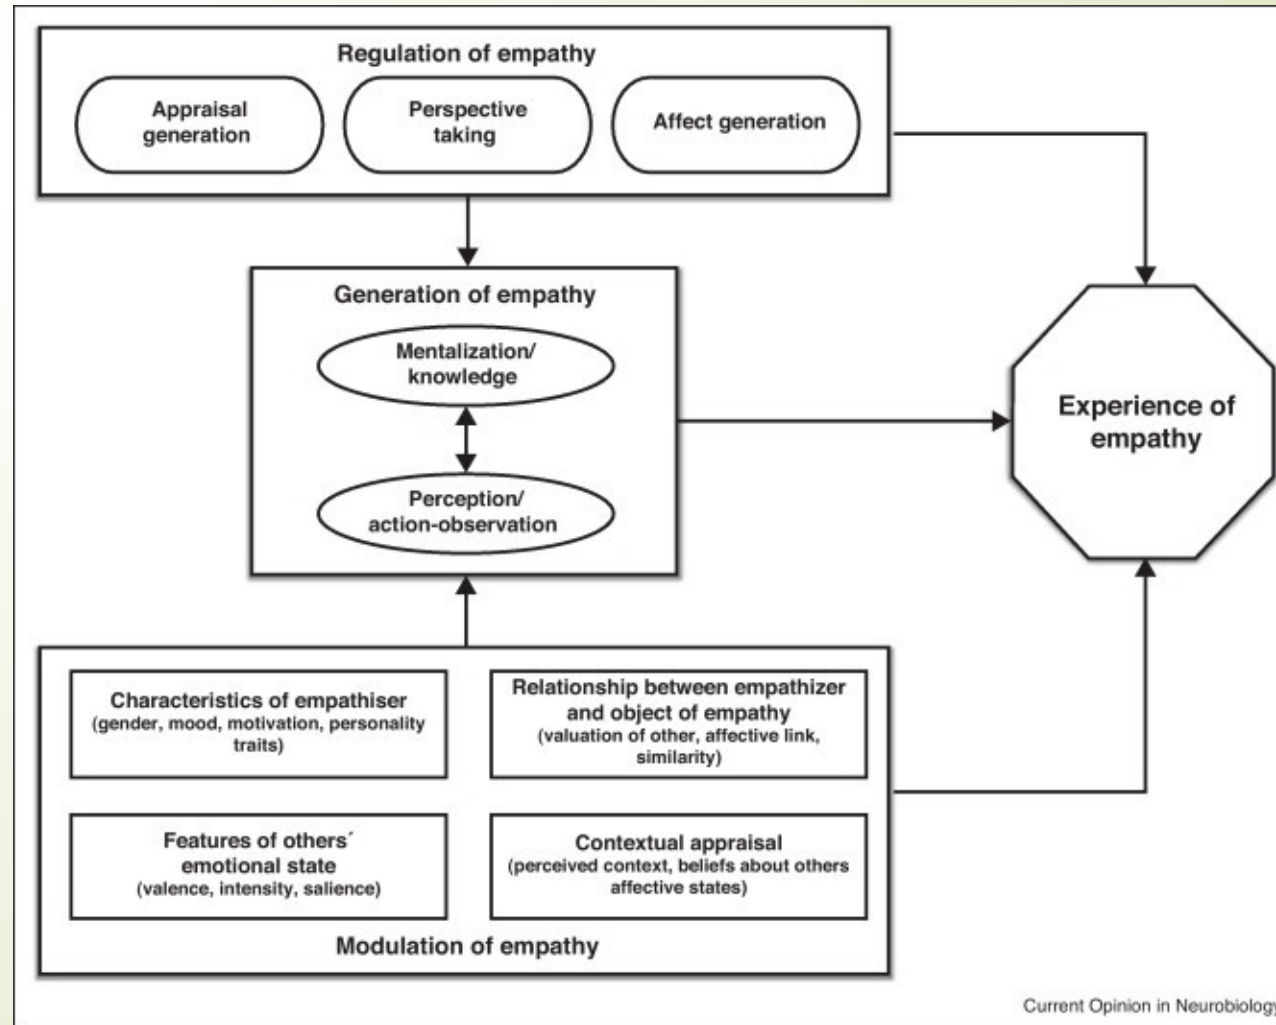 Regulation of empathy
Appraisal
generation
Perspective
taking
Affect generation
Generation of empathy
Mentalization/
knowledge
Perception/
action-observation
Experience of
empathy
Characteristics of empathiser
(gender, mood, motivation, personality
traits)
Relationship between empathizer
and object of empathy
(valuation of other, affective link,
similarity)
Features of others´
emotional state
(valence, intensity, salience)
Contextual appraisal
(perceived context, beliefs about others
affective states)
Modulation of empathy
Current Opinion in Neurobiology